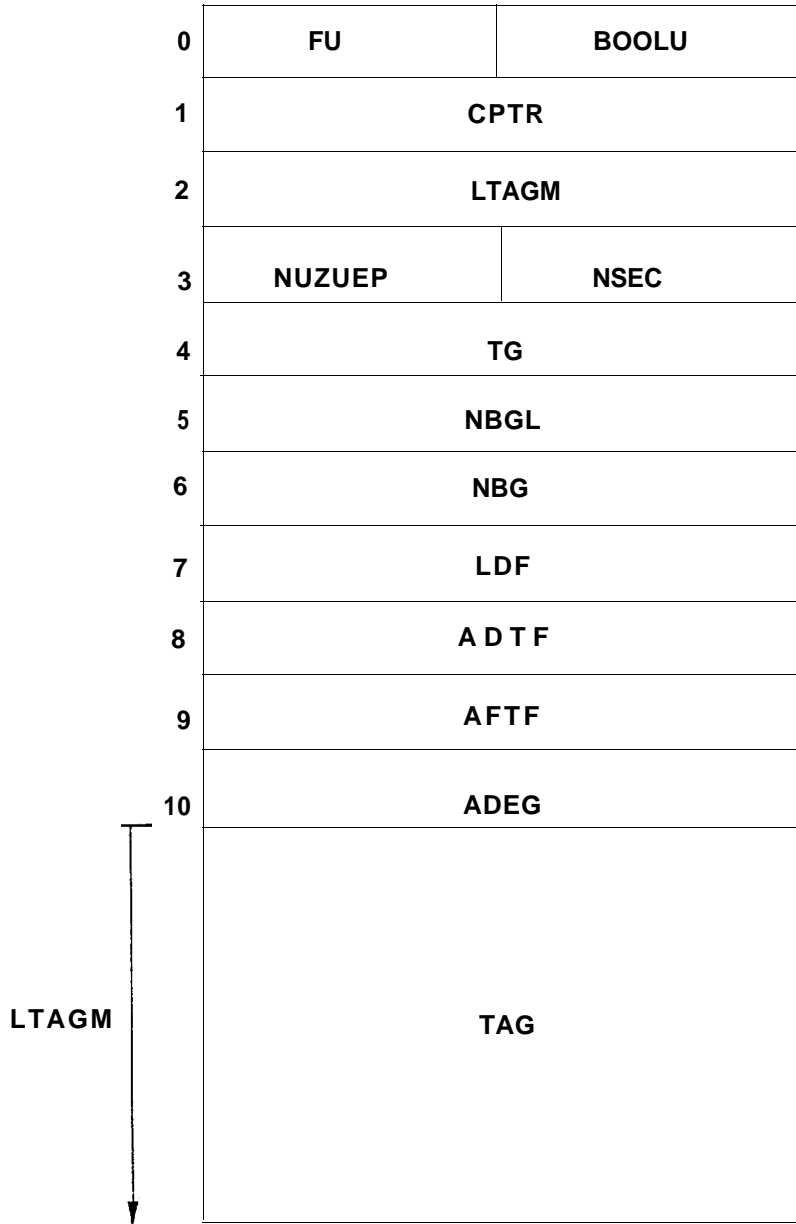 0 FU BOOLU
1 CPTR
2 LTAGM
3 NUZUEP NSEC
4 TG
5 NBGL
6 NBG
7 LDF
8 ADTF
9 AFTF
10 ADEG
LTAGM TAG